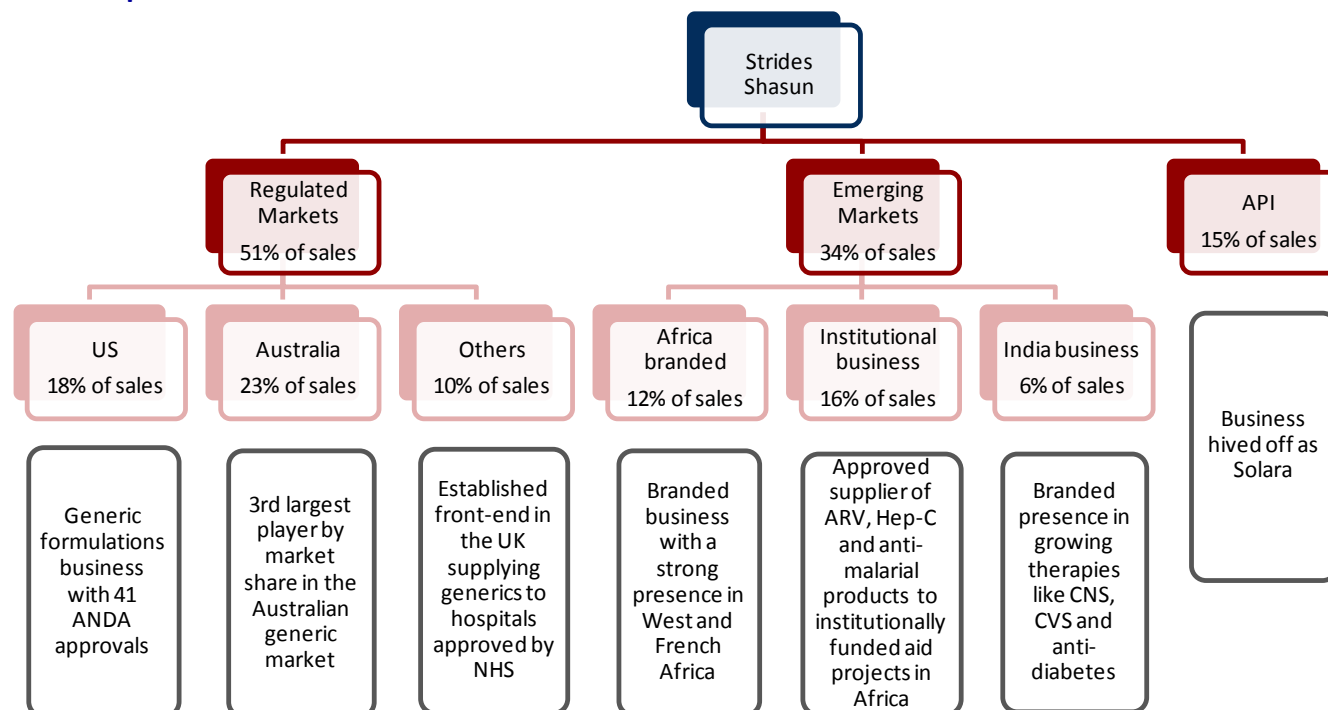 Strides
Shasun
Regulated
Markets
51% of sales
Emerging
Markets
34% of sales
API
15% of sales
US
18% of sales
Australia
23% of sales
Others
10% of sales
Africa
branded
12% of sales
Institutional
business
16% of sales
India business
6% of sales
Generic
formulations
business
with 41
ANDA
approvals
3rd largest
player by
market
share in the
Australian
generic
market
Established
front-end in
the UK
supplying
generics to
hospitals
approved by
NHS
Branded
business
with a
strong
presence in
West and
French
Africa
Approved
supplier of
ARV, Hep-C
and anti-
malarial
products to
institutionally
funded aid
projects in
Africa
Branded
presence in
growing
therapies
like CNS,
CVS and
anti-
diabetes
Business
hived off as
Solara